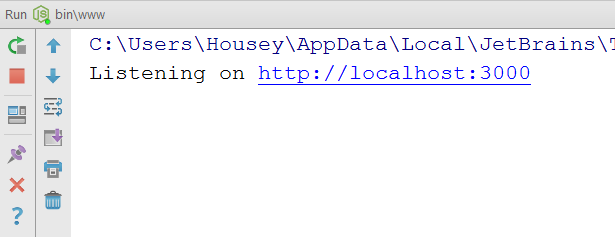 Run bin\www
C:\Users\Housey\AppData\Local\JetBrains\
Listening on http://localhost:3000